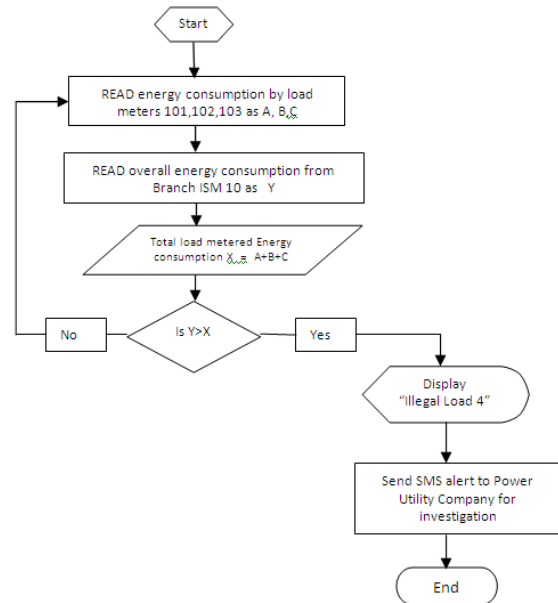 Start
READ energy consumption by load
meters 101,102,103 as A, B,C
READ overall energy consumption from
Branch ISM 10 as Y
Total load metered Energy
consumption X = A+B+C
Is Y>X
No
Yes
Display
"Illegal Load 4"
Send SMS alert to Power
Utility Company for
investigation
End